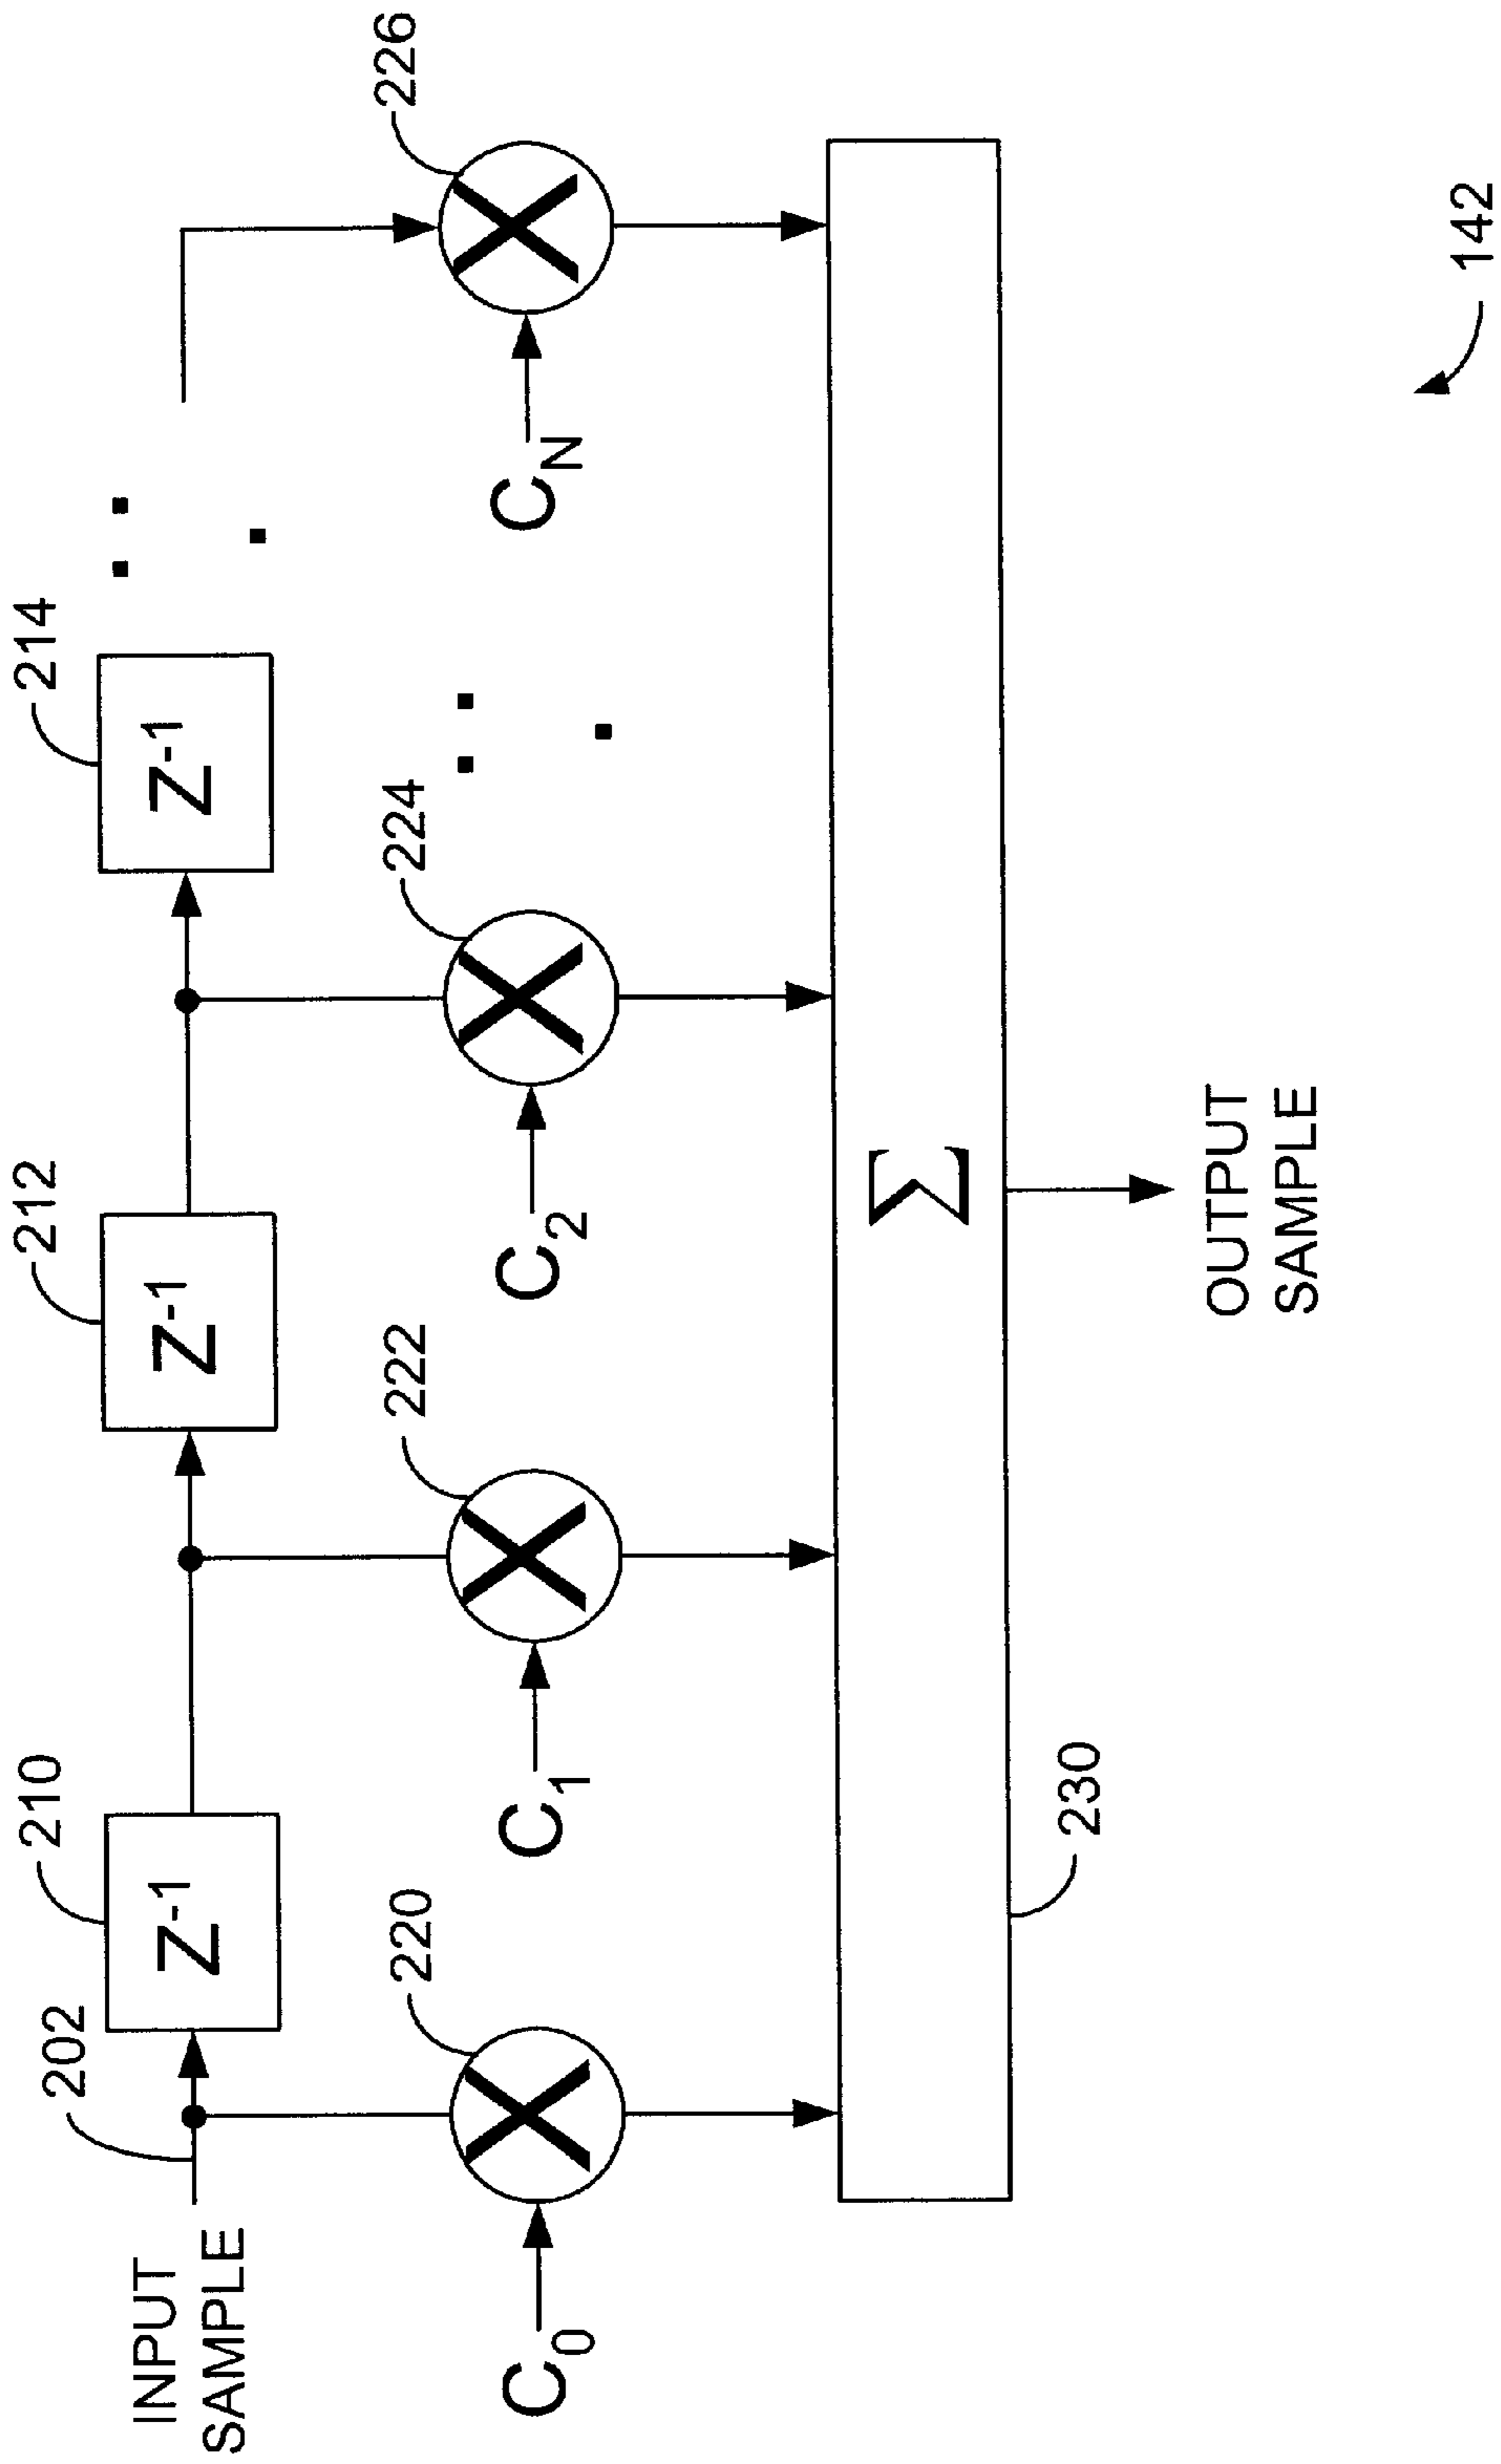 202
210
212
214
INPUT
SAMPLE
Z-1
Z-1
Z-1
220
222
224
226
C0
C1
C2
CN
Σ
230
OUTPUT
SAMPLE
142